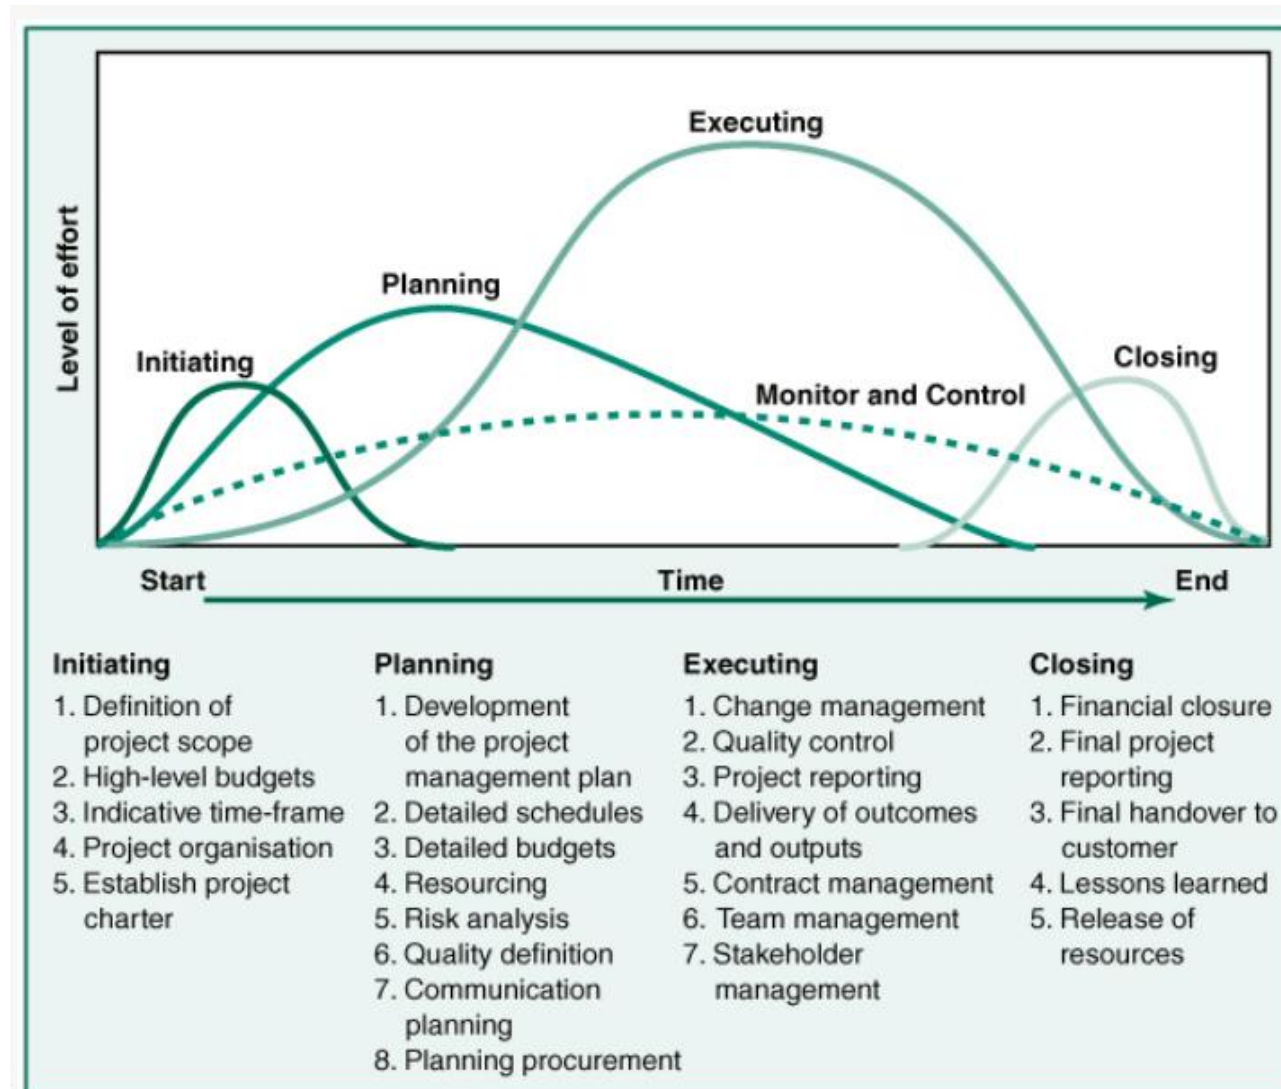 Executing
Planning
Initiating
Closing
Monitor and Control
Level of effort
Start
Time
End
Initiating
1. Definition of
project scope
2. High-level budgets
3. Indicative time-frame
4. Project organisation
5. Establish project
charter
Planning
1. Development
of the project
management plan
2. Detailed schedules
3. Detailed budgets
4. Resourcing
5. Risk analysis
6. Quality definition
7. Communication
planning
8. Planning procurement
Executing
1. Change management
2. Quality control
3. Project reporting
4. Delivery of outcomes
and outputs
5. Contract management
6. Team management
7. Stakeholder
management
Closing
1. Financial closure
2. Final project
reporting
3. Final handover to
customer
4. Lessons learned
5. Release of
resources